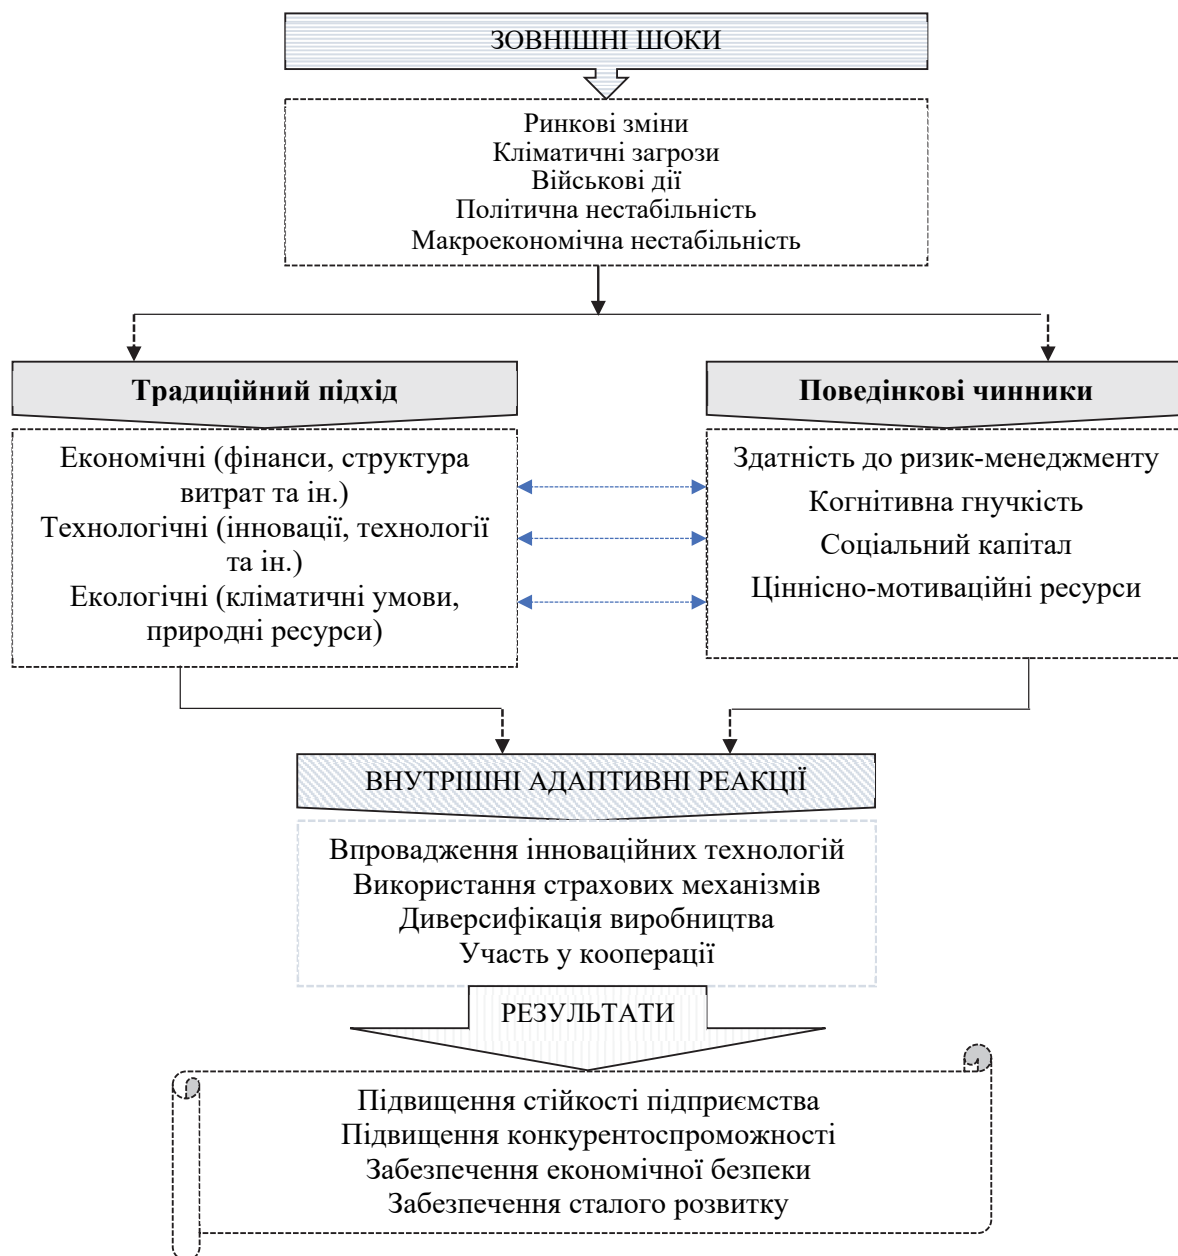 ЗОВНІШНІ ШОКИ
Ринкові зміни
Кліматичні загрози
Військові дії
Політична нестабільність
Макроекономічна нестабільність
Традиційний підхід
Економічні (фінанси, структура
витрат та ін.)
Технологічні (інновації, технології
та ін.)
Екологічні (кліматичні умови,
природні ресурси)
Поведінкові чинники
Здатність до ризик-менеджменту
Когнітивна гнучкість
Соціальний капітал
Ціннісно-мотиваційні ресурси
ВНУТРІШНІ АДАПТИВНІ РЕАКЦІЇ
Впровадження інноваційних технологій
Використання страхових механізмів
Диверсифікація виробництва
Участь у кооперації
РЕЗУЛЬТАТИ
Підвищення стійкості підприємства
Підвищення конкурентоспроможності
Забезпечення економічної безпеки
Забезпечення сталого розвитку